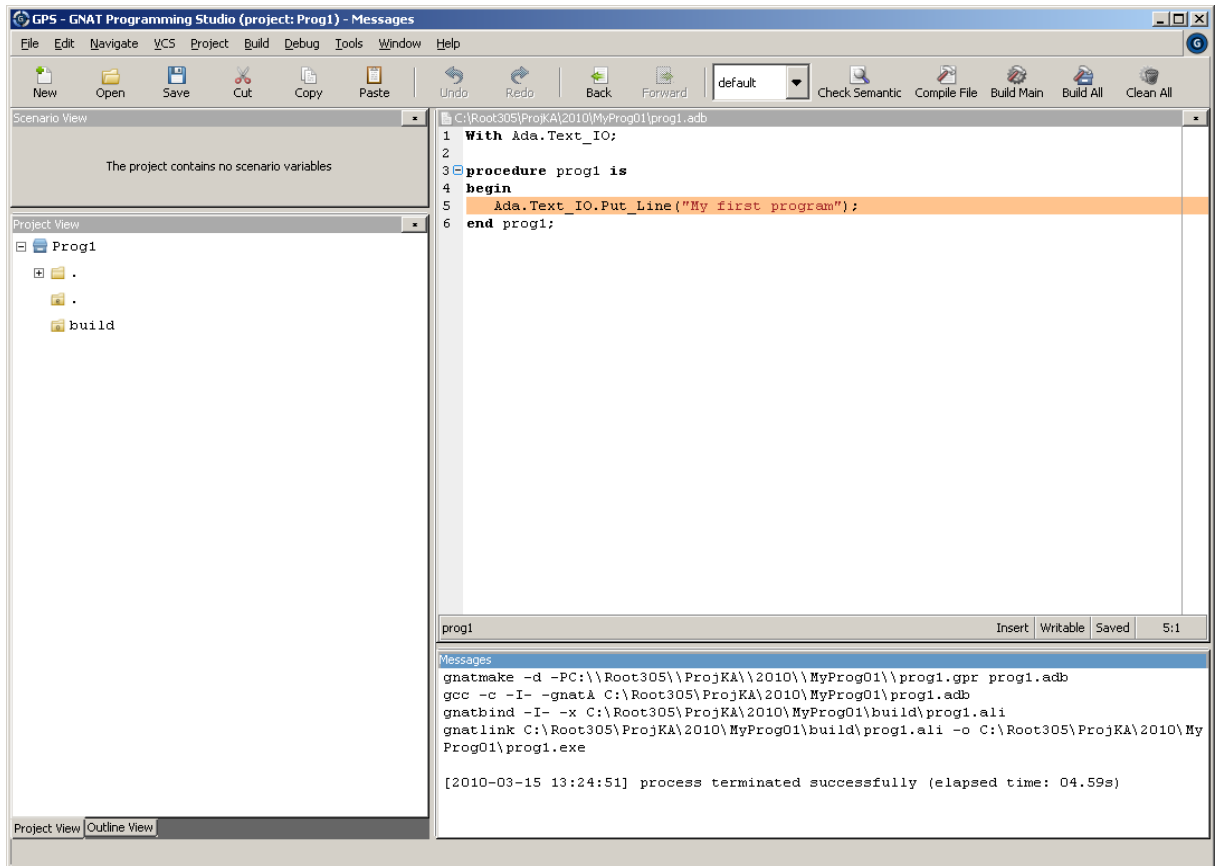 GPS - GNAT Programming Studio (project: Prog1) - Messages
File Edit Navigate VCS Project Build Debug Tools Window Help
New Open Save Cut Copy Paste Undo Redo Back Forward default Check Semantic Compile File Build Main Build All Clean All
Scenario View
The project contains no scenario variables
Project View
Prog1
.
.
build
Project View Outline View
C:\Root305\ProjKA\2010\MyProg01\prog1.adb
1 With Ada.Text_IO;
2
3 procedure prog1 is
4 begin
5 Ada.Text_IO.Put_Line("My first program");
6 end prog1;
prog1 Insert Writable Saved 5:1
Messages
gnatmake -d -PC:\\Root305\\ProjKA\\2010\\MyProg01\\prog1.gpr prog1.adb
gcc -c -I- -gnatA C:\Root305\ProjKA\2010\MyProg01\prog1.adb
gnatbind -I- -x C:\Root305\ProjKA\2010\MyProg01\build\prog1.ali
gnatlink C:\Root305\ProjKA\2010\MyProg01\build\prog1.ali -o C:\Root305\ProjKA\2010\My
Prog01\prog1.exe
[2010-03-15 13:24:51] process terminated successfully (elapsed time: 04.59s)